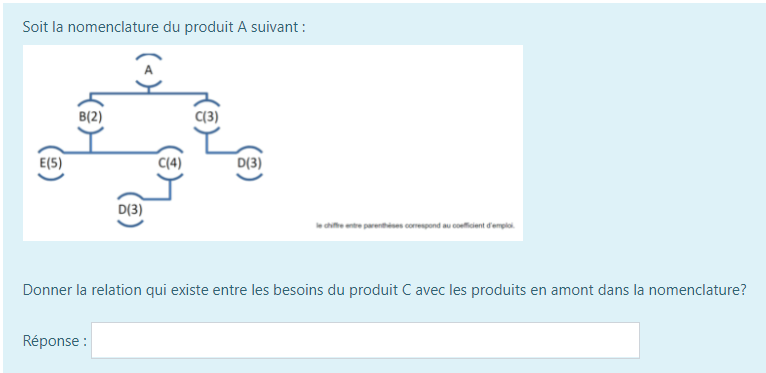 Soit la nomenclature du produit A suivant :
A
B(2) C(3)
E(5) C(4) D(3)
D(3)
le chiffre entre parenthèses correspond au coefficient d'emploi.
Donner la relation qui existe entre les besoins du produit C avec les produits en amont dans la nomenclature?
Réponse :